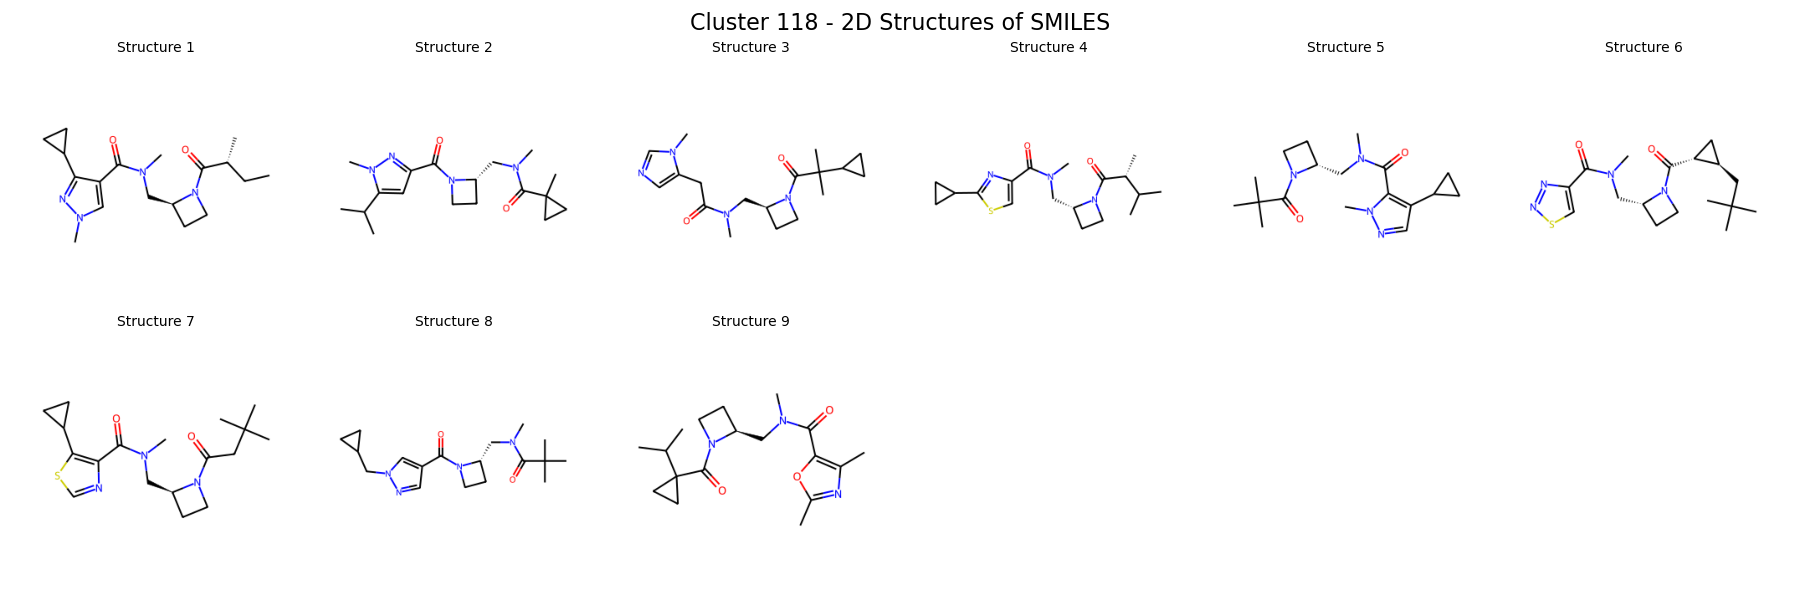 Cluster 118 - 2D Structures of SMILES
Structure 1 Structure 2 Structure 3 Structure 4 Structure 5 Structure 6
O N N N O N
N N O N N O
N N O N O N
N S O N O N
N O N O N N
N N S O N O N
Structure 7 Structure 8 Structure 9
S N O N O N
N N O N N O
N O N O O N